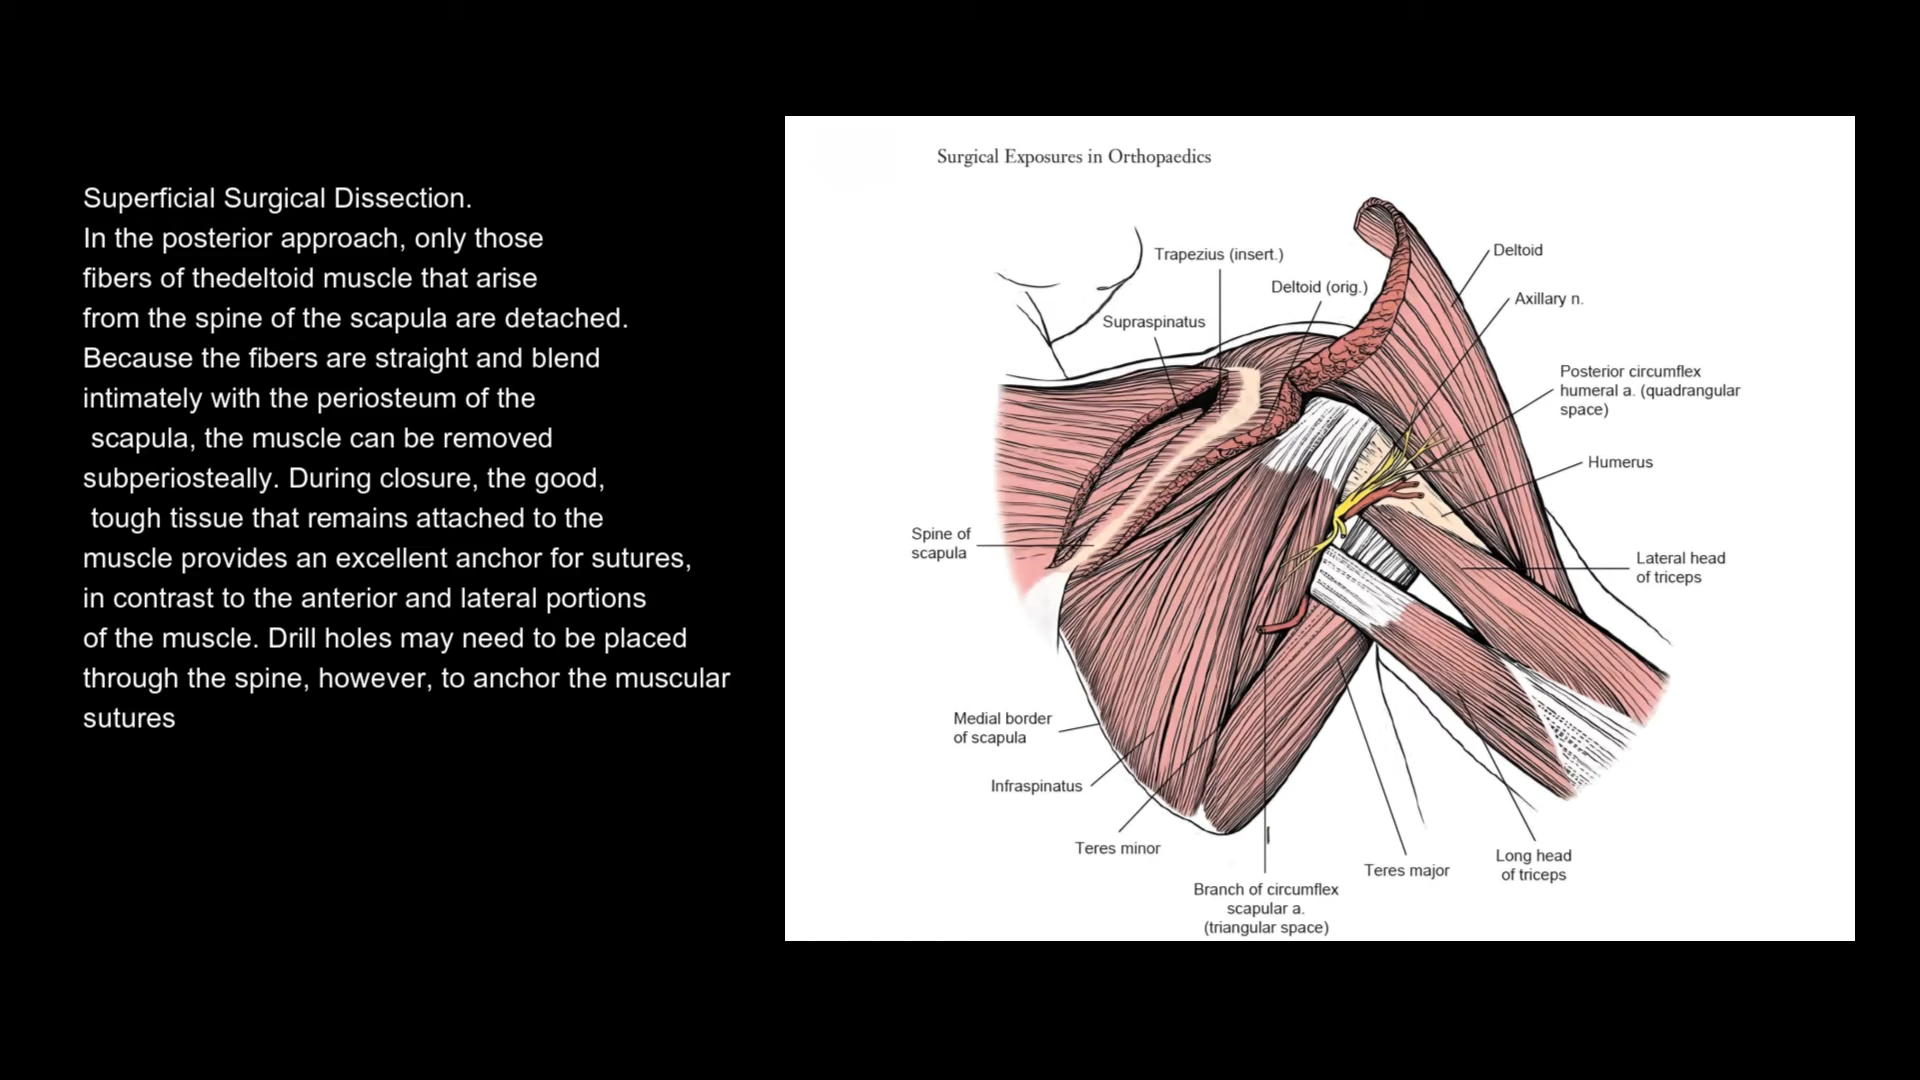 Superficial Surgical Dissection.
In the posterior approach, only those
fibers of thedeltoid muscle that arise
from the spine of the scapula are detached.
Because the fibers are straight and blend
intimately with the periosteum of the
scapula, the muscle can be removed
subperiosteally. During closure, the good,
tough tissue that remains attached to the
muscle provides an excellent anchor for sutures,
in contrast to the anterior and lateral portions
of the muscle. Drill holes may need to be placed
through the spine, however, to anchor the muscular
sutures
Surgical Exposures in Orthopaedics
Trapezius (insert.)
Deltoid (orig.)
Supraspinatus
Deltoid
Axillary n.
Posterior circumflex
humeral a. (quadrangular
space)
Humerus
Spine of
scapula
Lateral head
of triceps
Medial border
of scapula
Infraspinatus
Teres minor
Branch of circumflex
scapular a.
(triangular space)
Teres major
Long head
of triceps